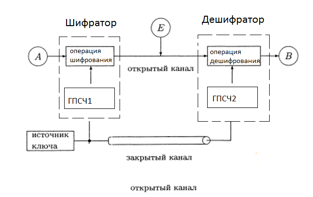 Шифратор
Дешифратор
A
операция
шифрования
E
открытый канал
операция
дешифрования
B
ГПСЧ1
ГПСЧ2
источник
ключа
закрытый канал
открытый канал